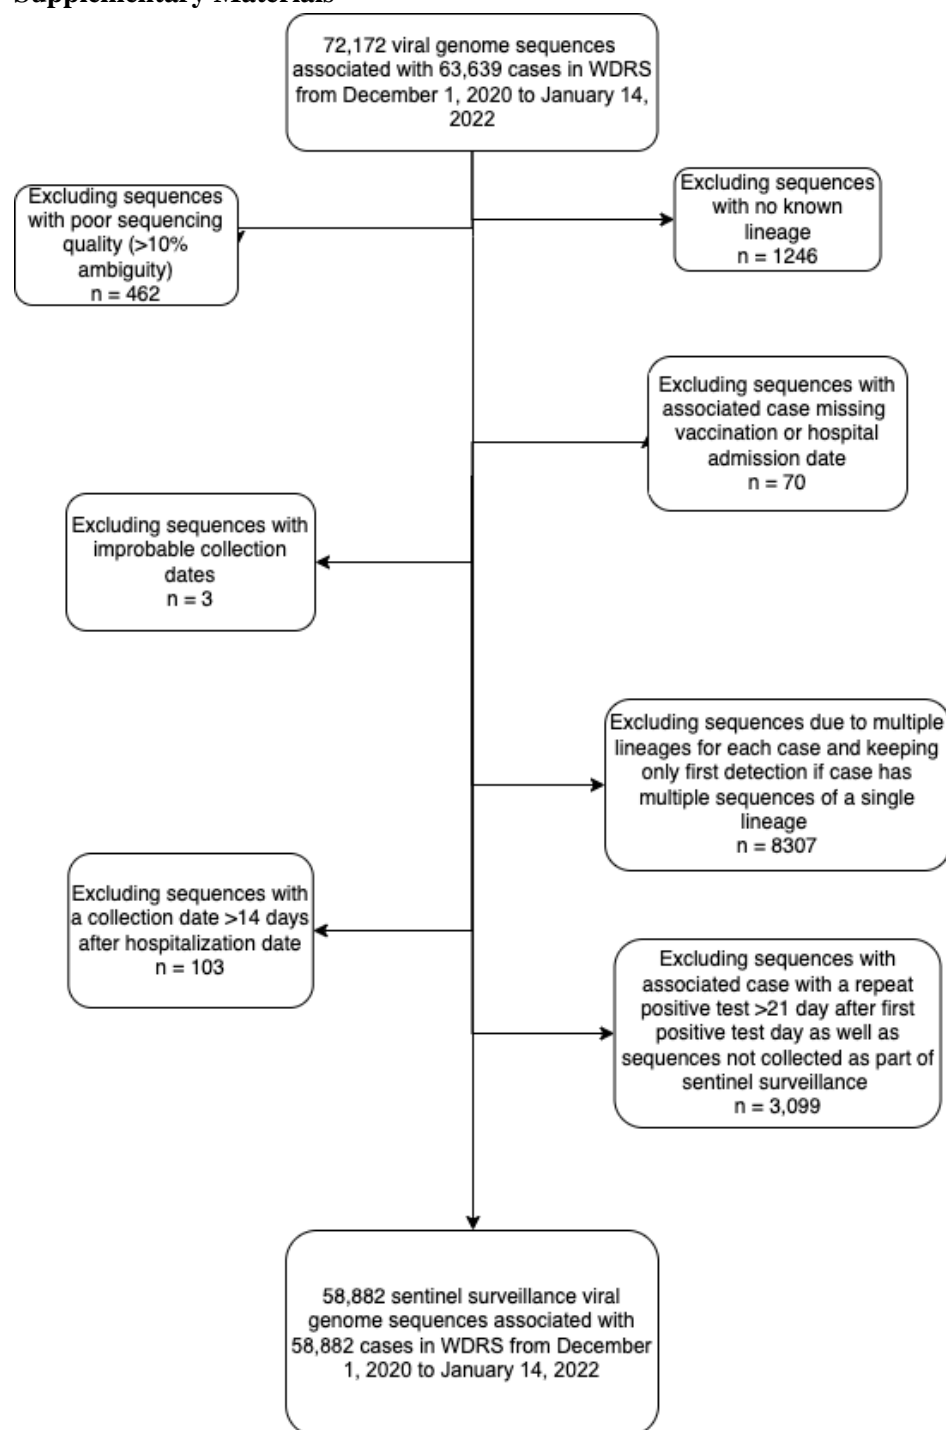 Supplementary Materials
72,172 viral genome sequences
associated with 63,639 cases in WDRS
from December 1, 2020 to January 14,
2022
Excluding sequences
with poor sequencing
quality (>10%
ambiguity)
n = 462
Excluding sequences
with no known
lineage
n = 1246
Excluding sequences with
associated case missing
vaccination or hospital
admission date
n = 70
Excluding sequences with
improbable collection
dates
n = 3
Excluding sequences due to multiple
lineages for each case and keeping
only first detection if case has
multiple sequences of a single
lineage
n = 8307
Excluding sequences with
a collection date >14 days
after hospitalization date
n = 103
Excluding sequences with
associated case with a repeat
positive test >21 day after first
positive test day as well as
sequences not collected as part of
sentinel surveillance
n = 3,099
58,882 sentinel surveillance viral
genome sequences associated with
58,882 cases in WDRS from December
1, 2020 to January 14, 2022